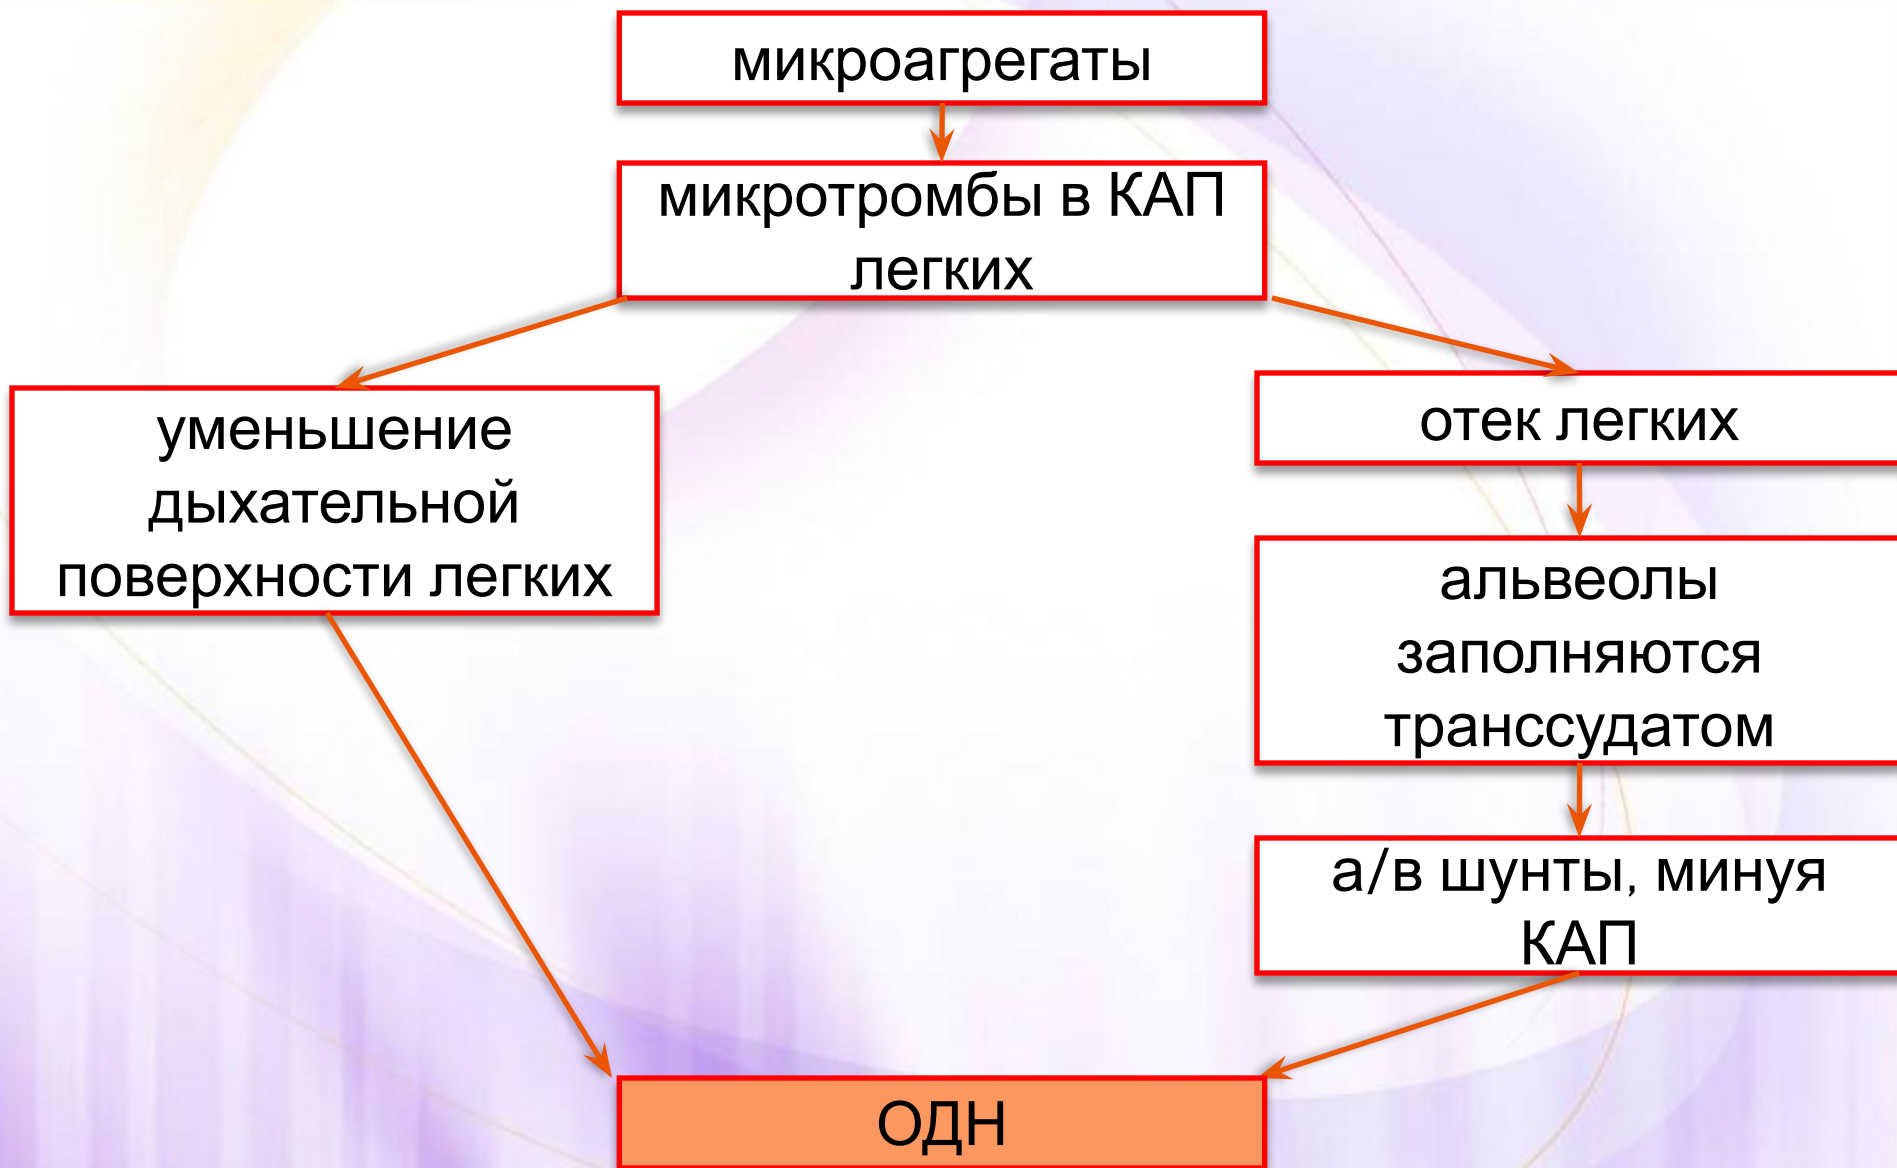 микроагрегаты
микротромбы в КАП
легких
уменьшение
дыхательной
поверхности легких
отек легких
альвеолы
заполняются
транссудатом
а/в шунты, минуя
КАП
ОДН